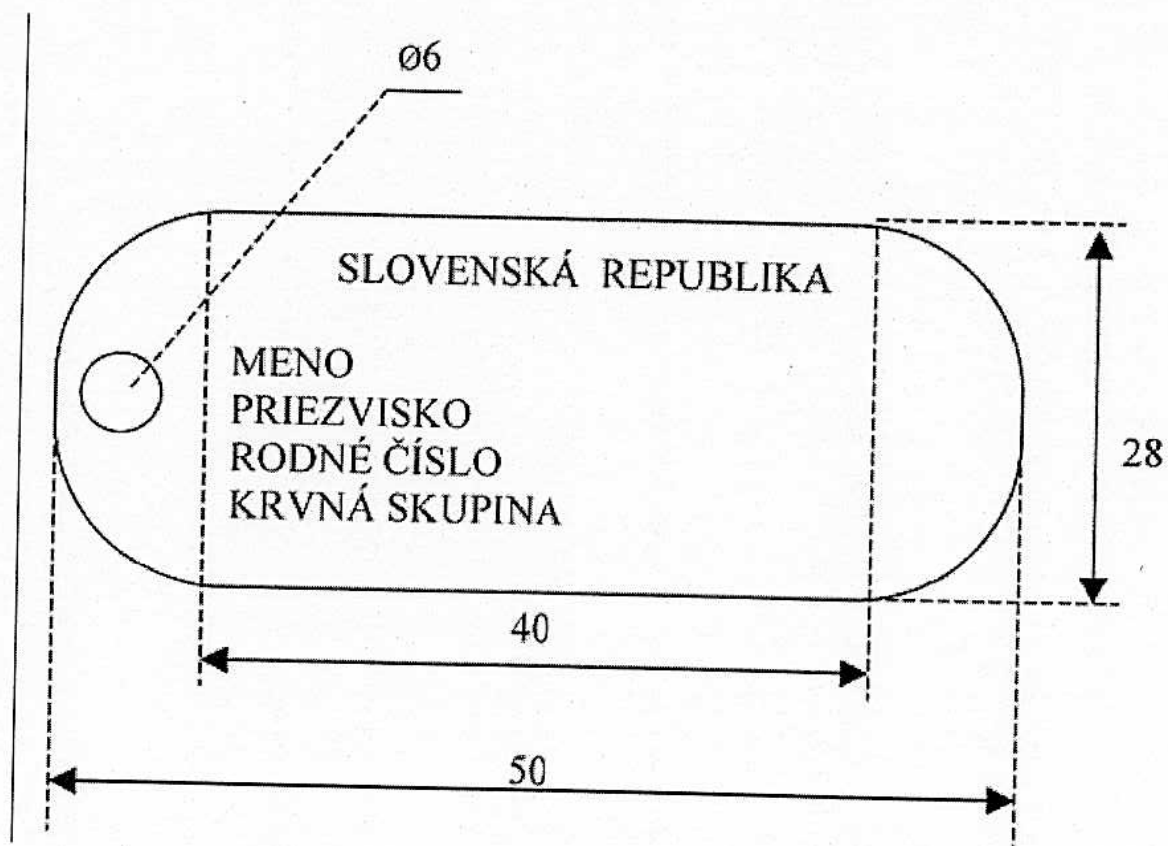 ø6
SLOVENSKÁ REPUBLIKA
MENO
PRIEZVISKO
RODNÉ ČÍSLO
KRVNÁ SKUPINA
28
40
50